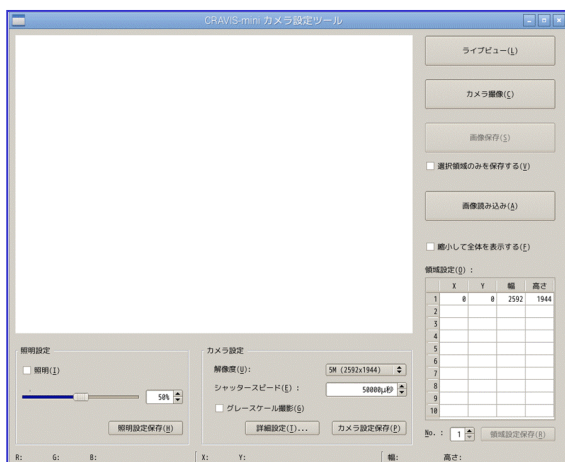 CRAVIS-mini カメラ設定ツール
ライブビュー(L)
カメラ撮像(C)
画像保存(S)
選択領域のみを保存する(V)
画像読み込み(A)
縮小して全体を表示する(F)
領域設定(O) :
X Y 幅 高さ
1 0 0 2592 1944
2
3
4
5
6
7
8
9
10
No. : 1 領域設定保存(R)
照明設定
照明(I)
50%
照明設定保存(H)
カメラ設定
解像度(U): 5M (2592x1944)
シャッタースピード(E) : 50000μ秒
グレースケール撮影(G)
詳細設定(T)... カメラ設定保存(P)
R: G: B: X: Y: 幅: 高さ: